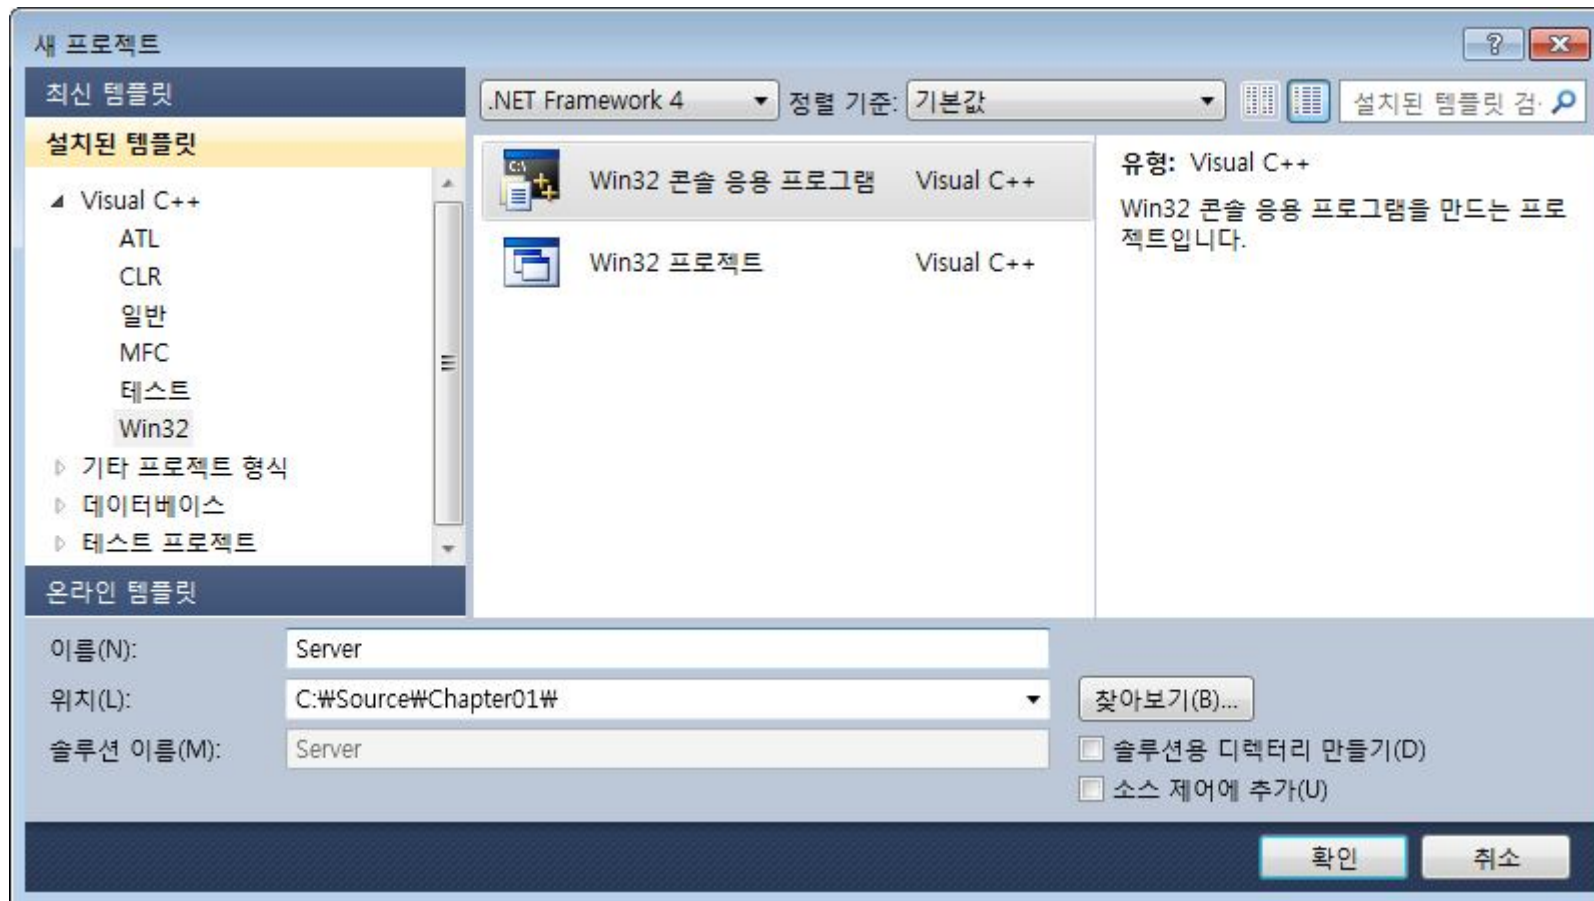 새 프로젝트
최신 템플릿
설치된 템플릿
Visual C++
ATL
CLR
일반
MFC
테스트
Win32
기타 프로젝트 형식
데이터베이스
테스트 프로젝트
온라인 템플릿
.NET Framework 4 정렬 기준: 기본값 설치된 템플릿 검
Win32 콘솔 응용 프로그램 Visual C++
Win32 프로젝트 Visual C++
유형: Visual C++
Win32 콘솔 응용 프로그램을 만드는 프로
젝트입니다.
이름(N): Server
위치(L): C:₩Source₩Chapter01₩ 찾아보기(B)...
솔루션 이름(M): Server 솔루션용 디렉터리 만들기(D)
소스 제어에 추가(U)
확인 취소